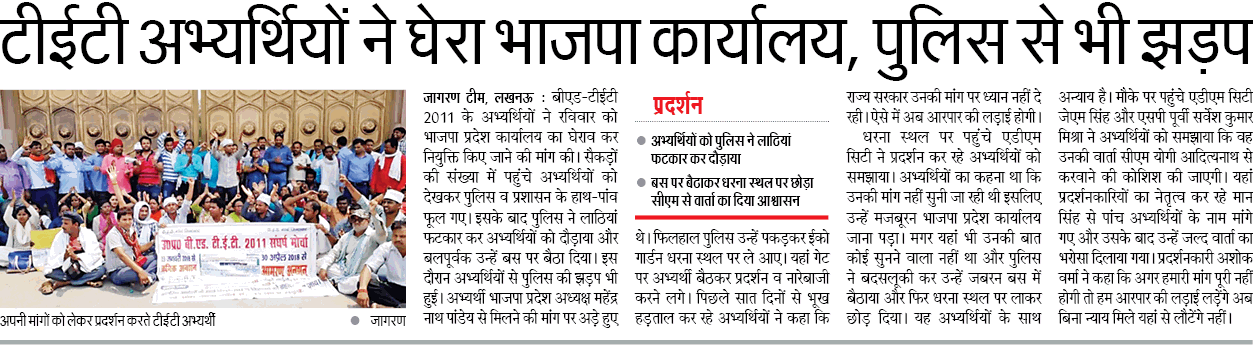 टीईटी अभ्यर्थियों ने घेरा भाजपा कार्यालय, पुलिस से भी झड़प
उ०प्र० बी.एड. टी.ई.टी. 2011 संघर्ष मोर्चा
30 अप्रैल 2018 से
आमरण अनशन
अपनी मांगों को लेकर प्रदर्शन करते टीईटी अभ्यर्थी ● जागरण
जागरण टीम, लखनऊ : बीएड-टीईटी
2011 के अभ्यर्थियों ने रविवार को
भाजपा प्रदेश कार्यालय का घेराव कर
नियुक्ति किए जाने की मांग की। सैकड़ों
की संख्या में पहुंचे अभ्यर्थियों को
देखकर पुलिस व प्रशासन के हाथ-पांव
फूल गए। इसके बाद पुलिस ने लाठियां
फटकार कर अभ्यर्थियों को दौड़ाया और
बलपूर्वक उन्हें बस पर बैठा दिया। इस
दौरान अभ्यर्थियों से पुलिस की झड़प भी
हुई। अभ्यर्थी भाजपा प्रदेश अध्यक्ष महेंद्र
नाथ पांडेय से मिलने की मांग पर अड़े हुए
प्रदर्शन
● अभ्यर्थियों को पुलिस ने लाठियां
फटकार कर दौड़ाया
● बस पर बैठाकर धरना स्थल पर छोड़ा
सीएम से वार्ता का दिया आश्वासन
थे। फिलहाल पुलिस उन्हें पकड़कर ईको
गार्डन धरना स्थल पर ले आए। यहां गेट
पर अभ्यर्थी बैठकर प्रदर्शन व नारेबाजी
करने लगे। पिछले सात दिनों से भूख
हड़ताल कर रहे अभ्यर्थियों ने कहा कि
राज्य सरकार उनकी मांग पर ध्यान नहीं दे
रही। ऐसे में अब आरपार की लड़ाई होगी।
धरना स्थल पर पहुंचे एडीएम
सिटी ने प्रदर्शन कर रहे अभ्यर्थियों को
समझाया। अभ्यर्थियों का कहना था कि
उनकी मांग नहीं सुनी जा रही थी इसलिए
उन्हें मजबूरन भाजपा प्रदेश कार्यालय
जाना पड़ा। मगर यहां भी उनकी बात
कोई सुनने वाला नहीं था और पुलिस
ने बदसलूकी कर उन्हें जबरन बस में
बैठाया और फिर धरना स्थल पर लाकर
छोड़ दिया। यह अभ्यर्थियों के साथ
अन्याय है। मौके पर पहुंचे एडीएम सिटी
जेएम सिंह और एसपी पूर्वी सर्वेश कुमार
मिश्रा ने अभ्यर्थियों को समझाया कि वह
उनकी वार्ता सीएम योगी आदित्यनाथ से
करवाने की कोशिश की जाएगी। यहां
प्रदर्शनकारियों का नेतृत्व कर रहे मान
सिंह से पांच अभ्यर्थियों के नाम मांगे
गए और उसके बाद उन्हें जल्द वार्ता का
भरोसा दिलाया गया। प्रदर्शनकारी अशोक
वर्मा ने कहा कि अगर हमारी मांग पूरी नहीं
होगी तो हम आरपार की लड़ाई लड़ेंगे अब
बिना न्याय मिले यहां से लौटेंगे नहीं।